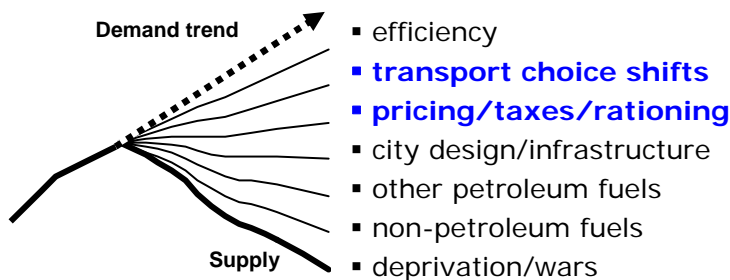 Demand trend
▪ efficiency
▪ transport choice shifts
▪ pricing/taxes/rationing
▪ city design/infrastructure
▪ other petroleum fuels
▪ non-petroleum fuels
Supply
▪ deprivation/wars